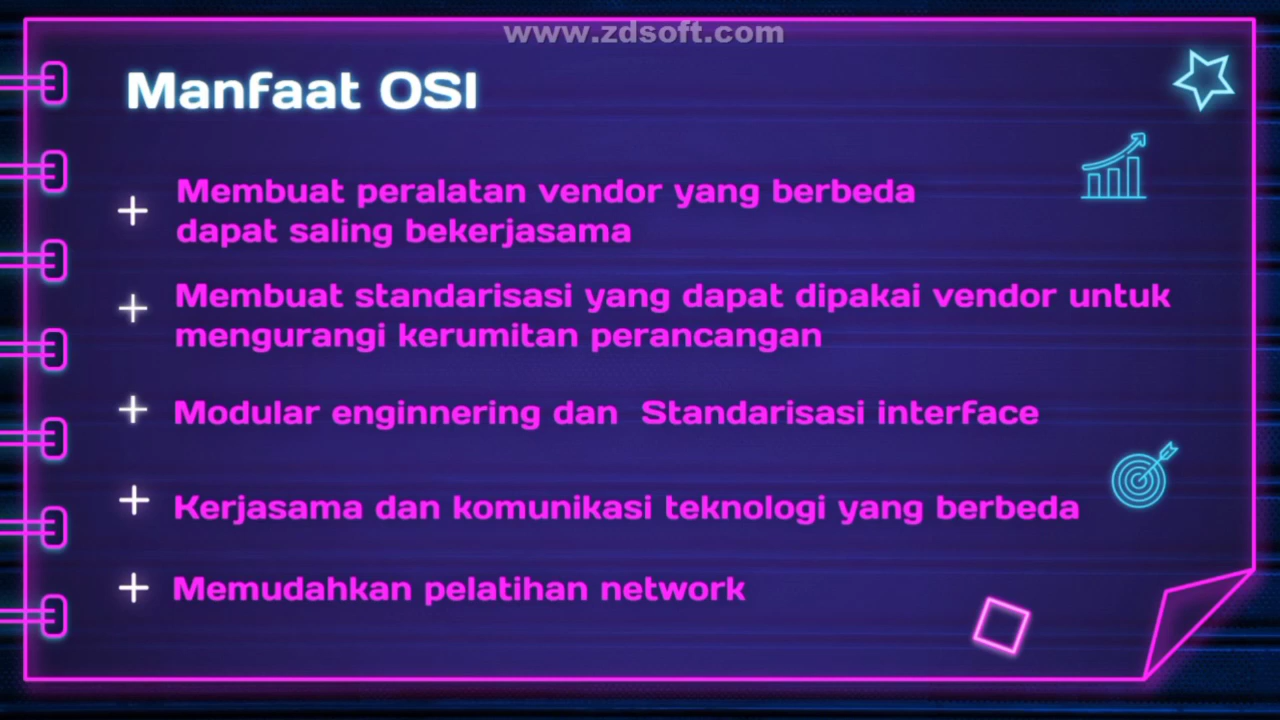 www.zdsoft.com
Manfaat OSI
Membuat peralatan vendor yang berbeda
dapat saling bekerjasama
Membuat standarisasi yang dapat dipakai vendor untuk
mengurangi kerumitan perancangan
Modular enginnering dan  Standarisasi interface
Kerjasama dan komunikasi teknologi yang berbeda
Memudahkan pelatihan network